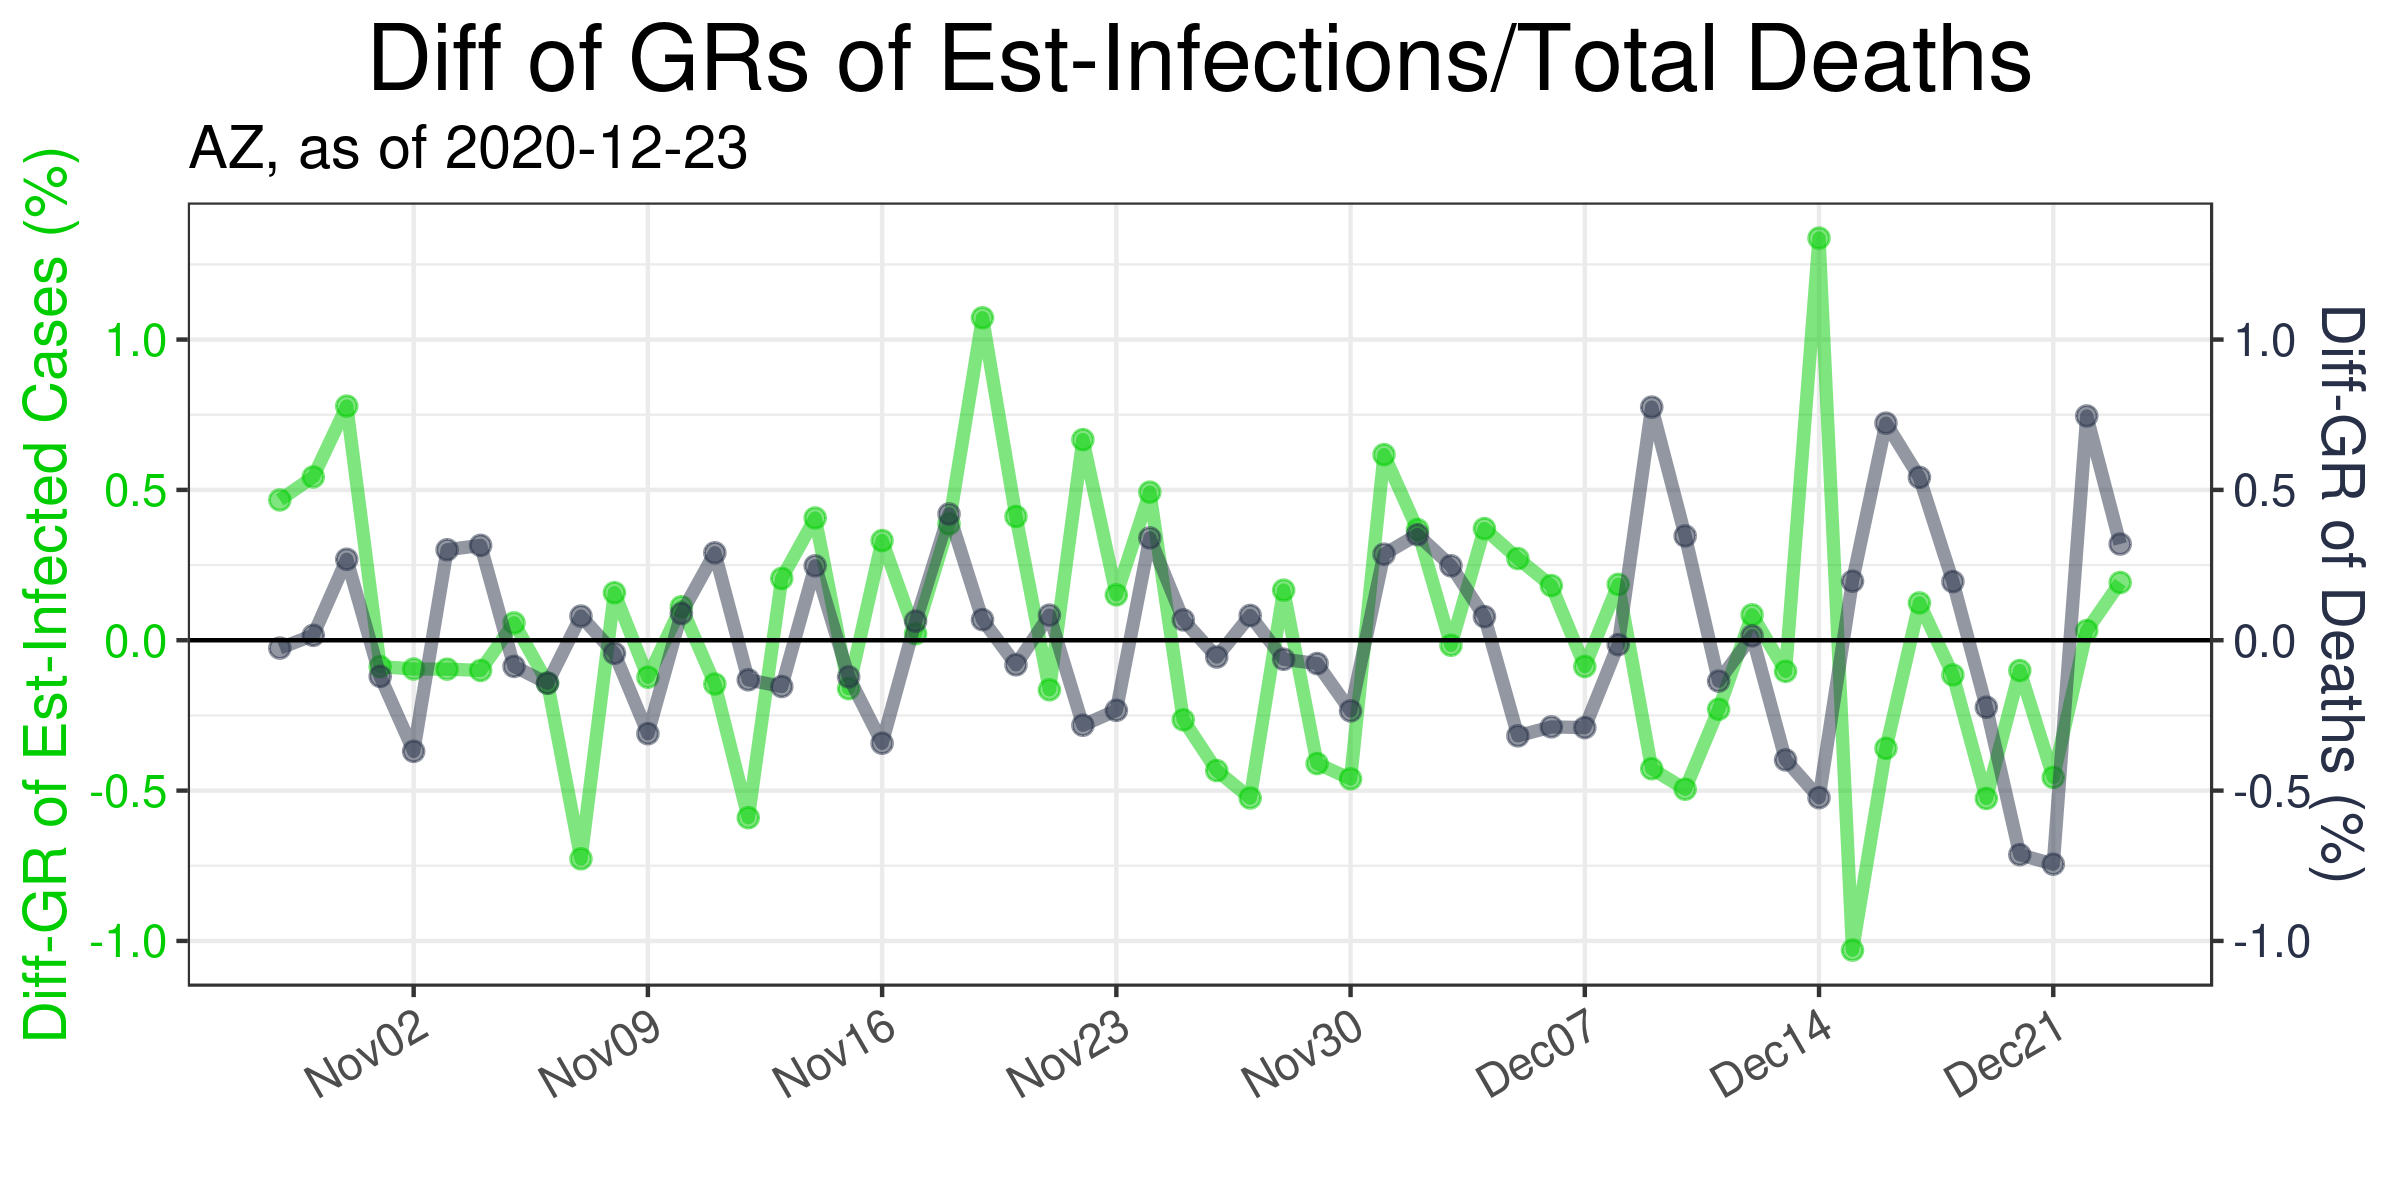 Diff of GRs of Est-Infections/Total Deaths
AZ, as of 2020-12-23
Diff-GR of Est-Infected Cases (%)
1.0
0.5
0.0
-0.5
-1.0
1.0
0.5
0.0
-0.5
-1.0
Diff-GR of Deaths (%)
Nov02
Nov09
Nov16
Nov23
Nov30
Dec07
Dec14
Dec21